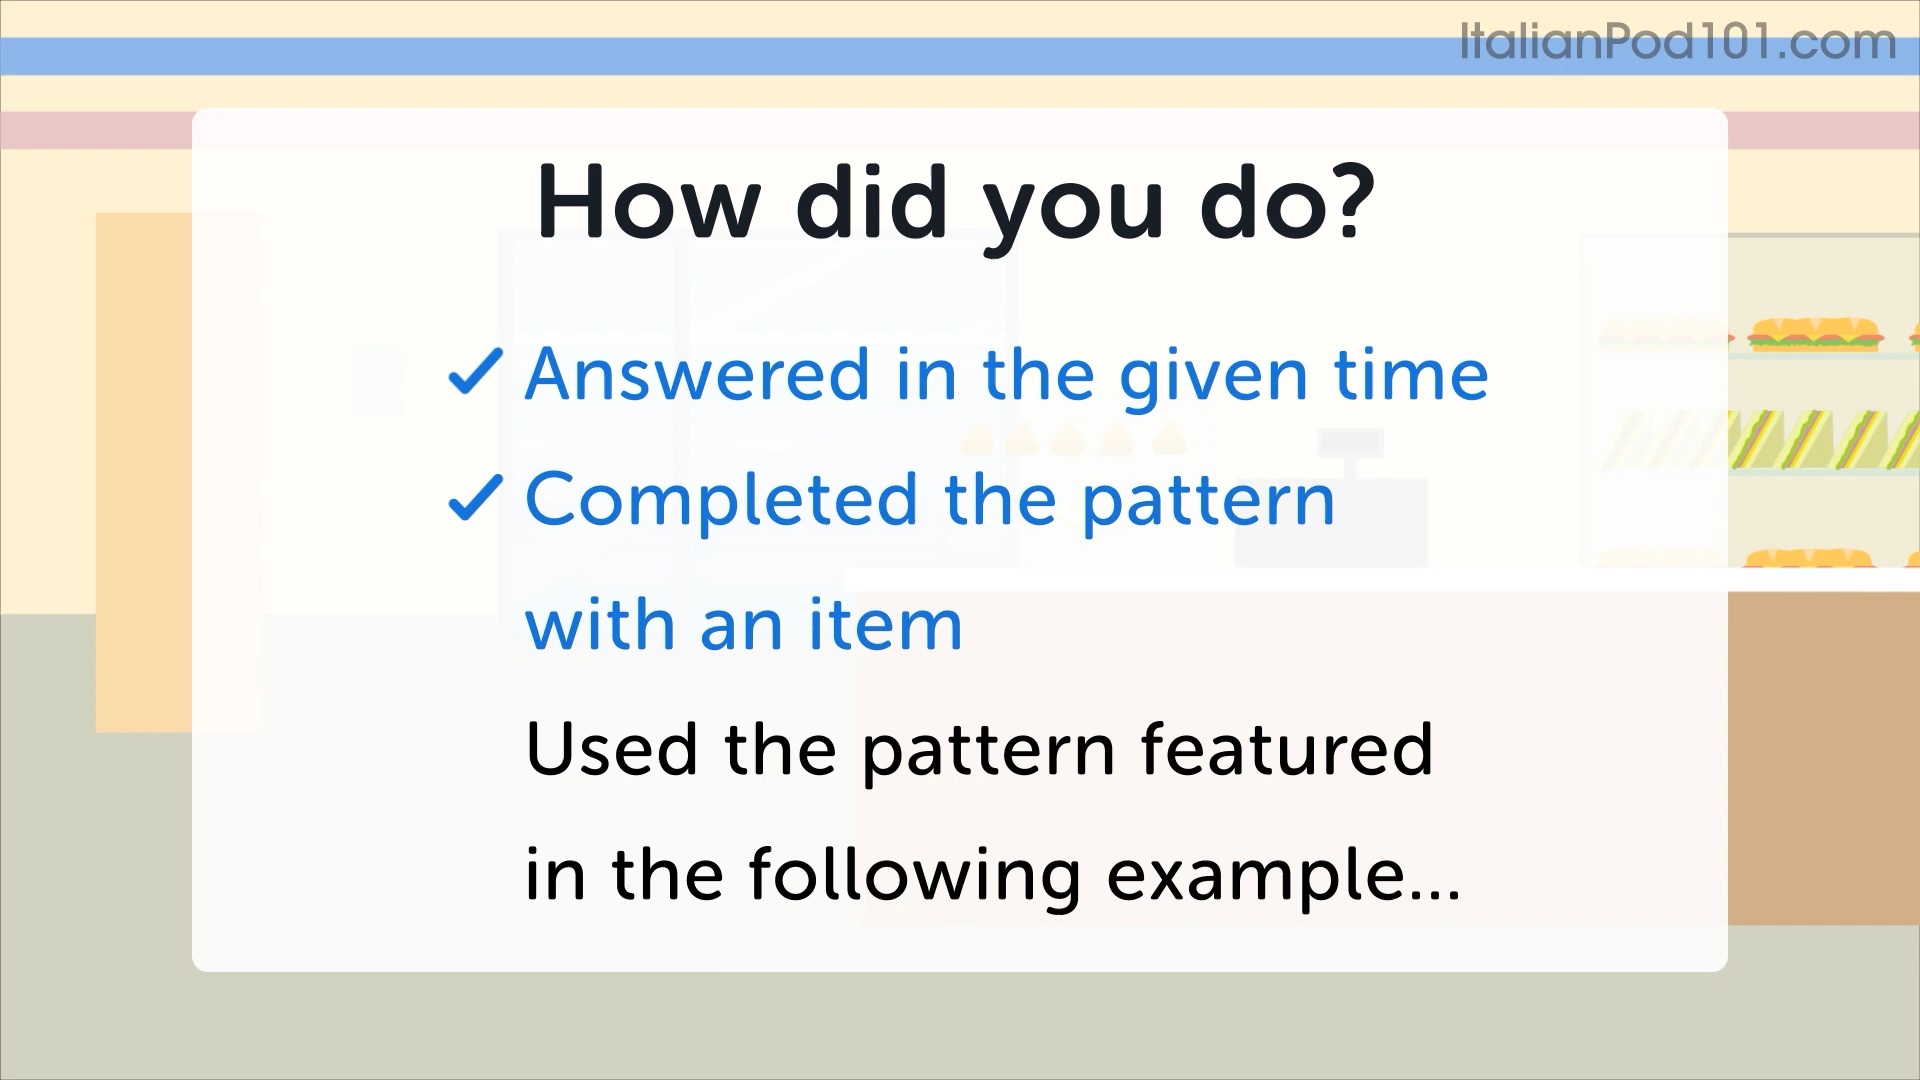 ItalianPod101.com
How did you do?
Answered in the given time
Completed the pattern
with an item
Used the pattern featured
in the following example...